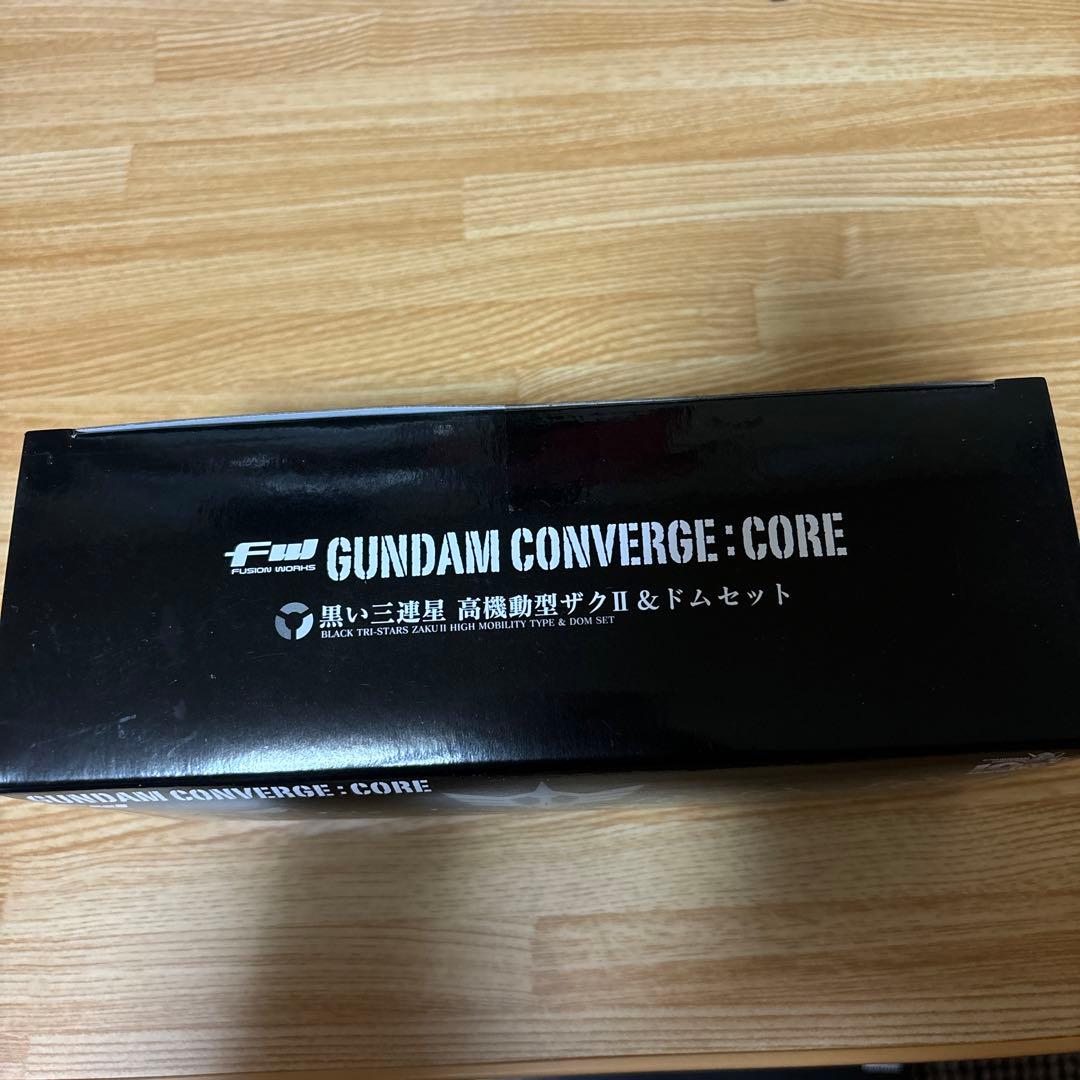 FW GUNDAM CONVERGE:CORE
FUSION WORKS
黒い三連星 高機動型ザクII&ドムセット
BLACK TRI-STARS ZAKU II HIGH MOBILITY TYPE & DOM SET
GUNDAM CONVERGE:CORE